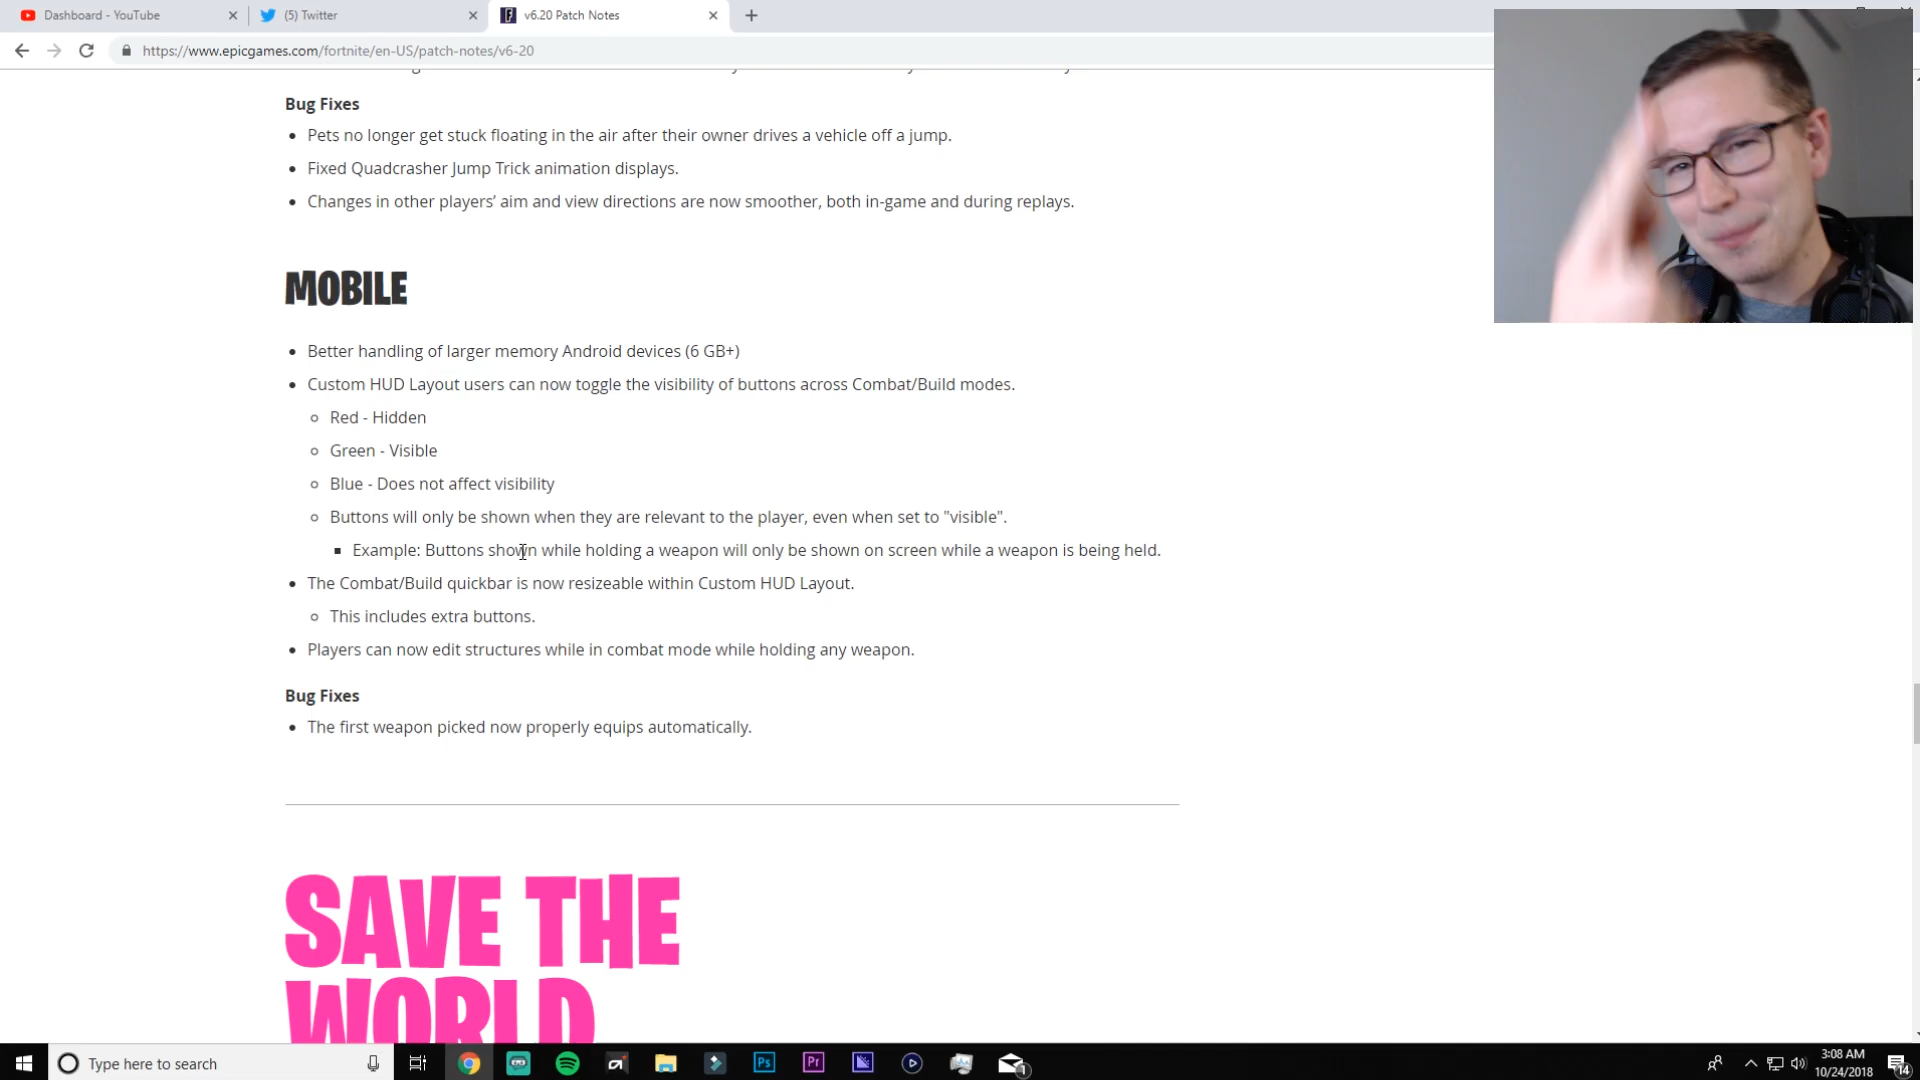 Dashboard - YouTube
(5) Twitter
v6.20 Patch Notes
https://www.epicgames.com/fortnite/en-US/patch-notes/v6-20
Bug Fixes
Pets no longer get stuck floating in the air after their owner drives a vehicle off a jump.
Fixed Quadcrasher Jump Trick animation displays.
Changes in other players’ aim and view directions are now smoother, both in-game and during replays.
MOBILE
Better handling of larger memory Android devices (6 GB+)
Custom HUD Layout users can now toggle the visibility of buttons across Combat/Build modes.
Red - Hidden
Green - Visible
Blue - Does not affect visibility
Buttons will only be shown when they are relevant to the player, even when set to "visible".
Example: Buttons shown while holding a weapon will only be shown on screen while a weapon is being held.
The Combat/Build quickbar is now resizeable within Custom HUD Layout.
This includes extra buttons.
Players can now edit structures while in combat mode while holding any weapon.
Bug Fixes
The first weapon picked now properly equips automatically.
SAVE THE
WORLD
Type here to search
Ps
Pr
1
3:08 AM
10/24/2018
14